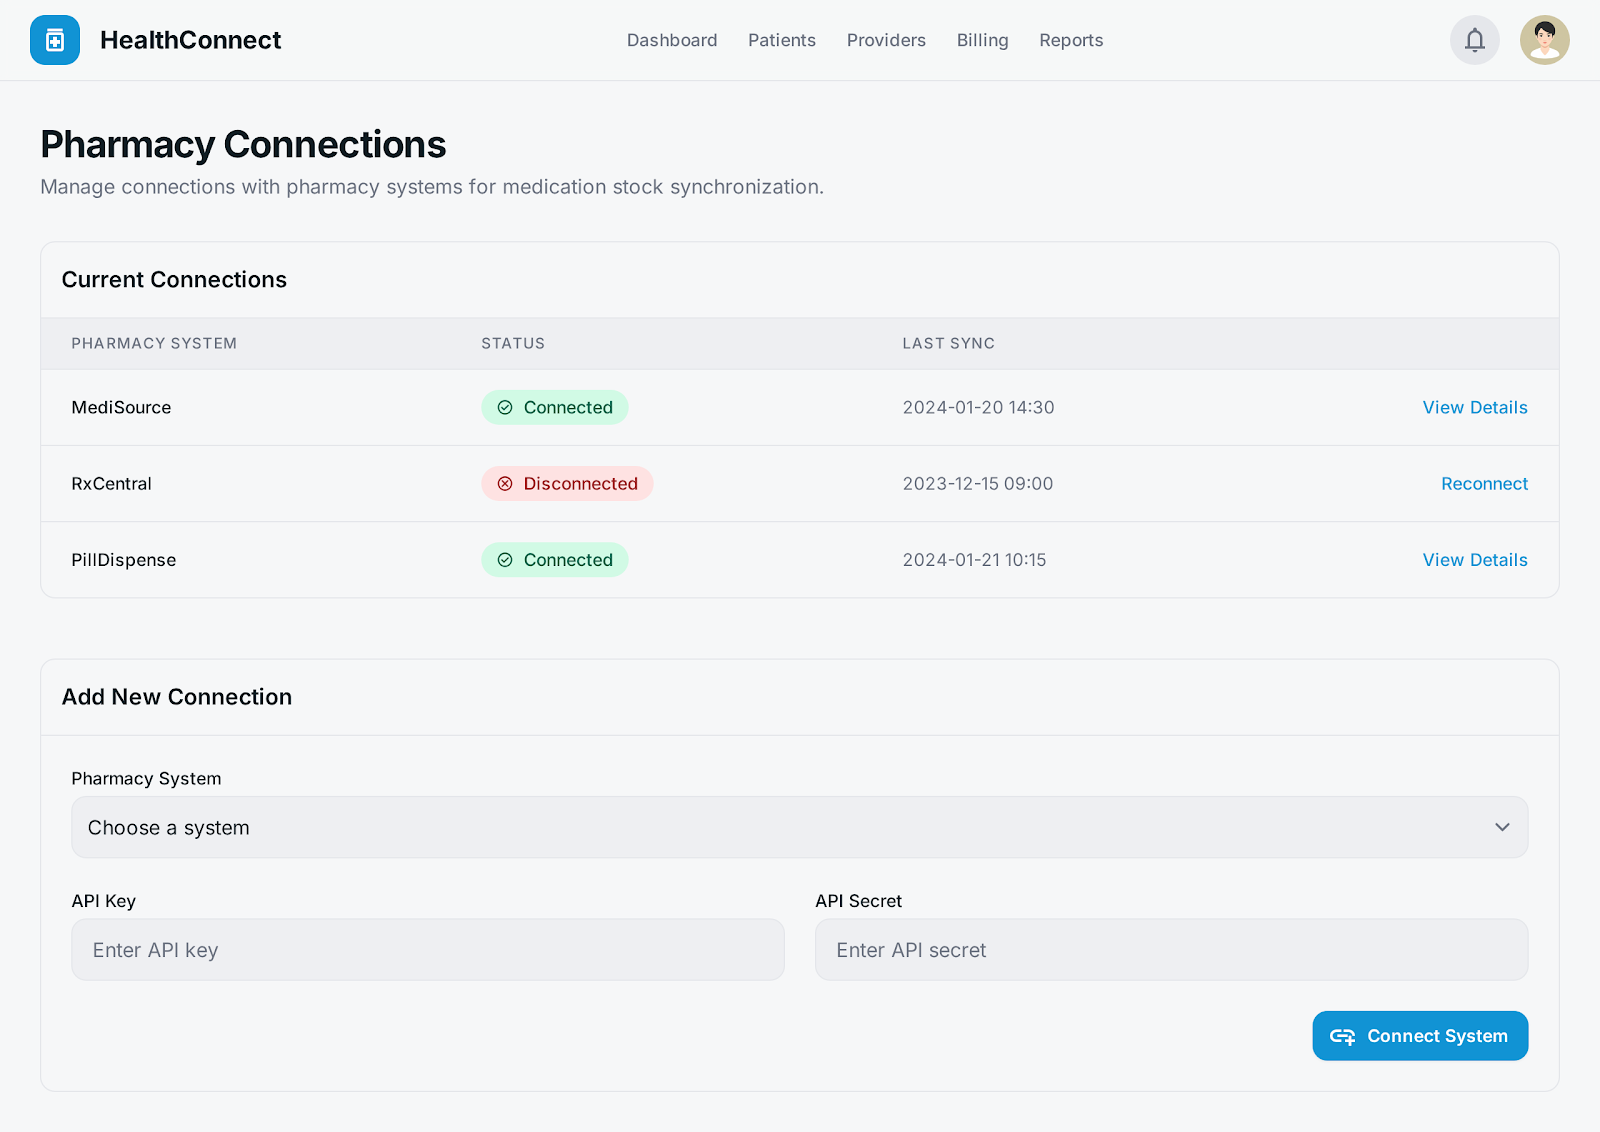 HealthConnect
Dashboard Patients Providers Billing Reports
Pharmacy Connections
Manage connections with pharmacy systems for medication stock synchronization.
Current Connections
PHARMACY SYSTEM STATUS LAST SYNC
MediSource Connected 2024-01-20 14:30 View Details
RxCentral Disconnected 2023-12-15 09:00 Reconnect
PillDispense Connected 2024-01-21 10:15 View Details
Add New Connection
Pharmacy System
Choose a system
API Key API Secret
Enter API key Enter API secret
Connect System